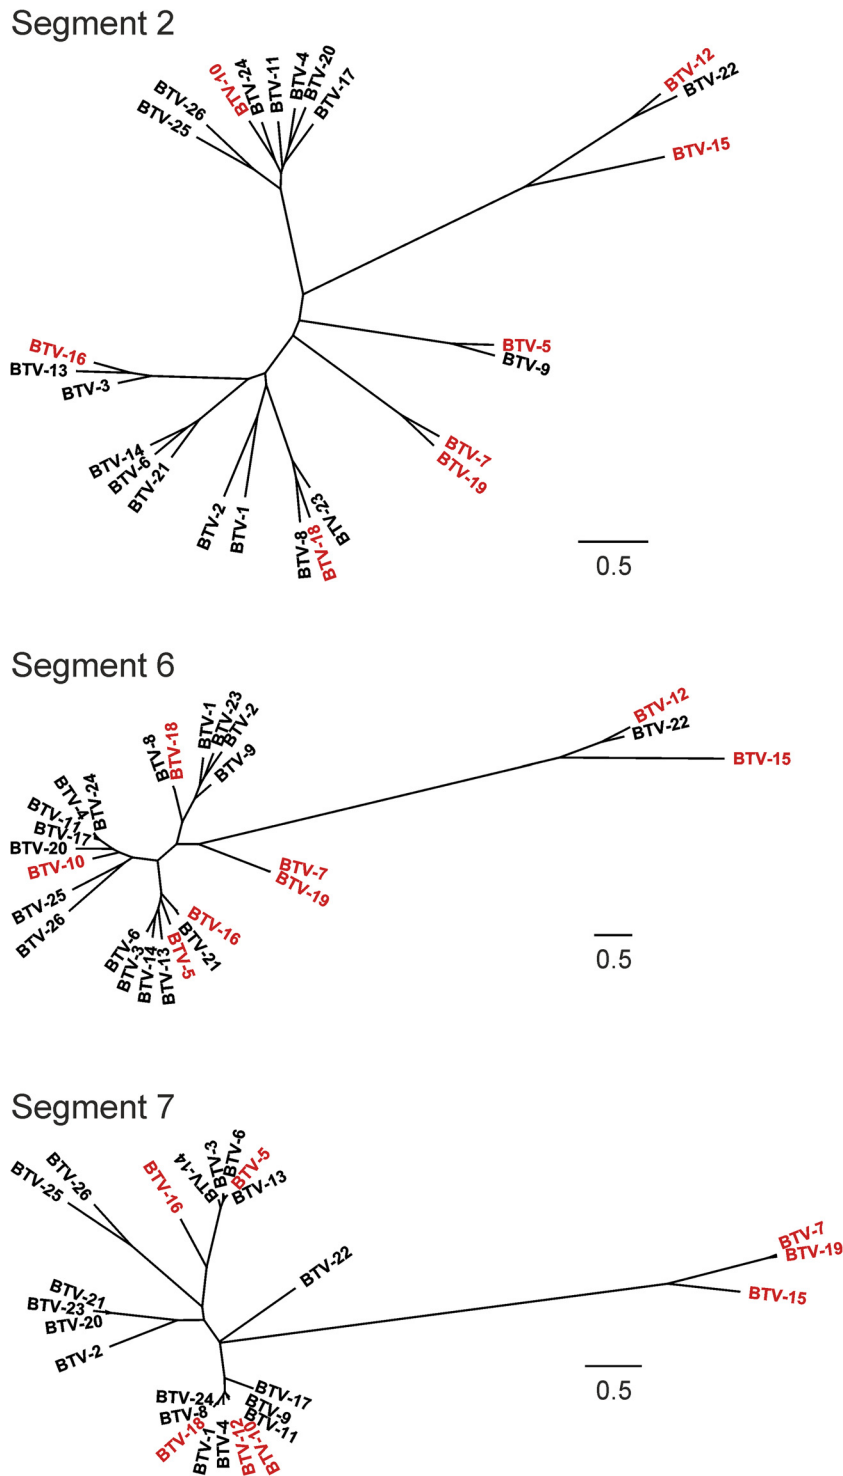 Segment 2
BTV-10
BTV-24
BTV-11
BTV-4
BTV-20
BTV-17
BTV-26
BTV-25
BTV-12
BTV-22
BTV-15
BTV-16
BTV-13
BTV-3
BTV-5
BTV-9
BTV-7
BTV-19
BTV-14
BTV-6
BTV-21
BTV-2
BTV-1
BTV-8
BTV-18
BTV-23
0.5
Segment 6
BTV-8
BTV-18
BTV-1
BTV-23
BTV-2
BTV-9
BTV-12
BTV-22
BTV-15
BTV-4
BTV-24
BTV-11
BTV-17
BTV-20
BTV-10
BTV-25
BTV-26
BTV-7
BTV-19
BTV-16
BTV-21
BTV-5
BTV-6
BTV-3
BTV-14
BTV-13
0.5
Segment 7
BTV-26
BTV-25
BTV-16
BTV-14
BTV-3
BTV-6
BTV-5
BTV-13
BTV-22
BTV-7
BTV-19
BTV-15
BTV-21
BTV-23
BTV-20
BTV-2
BTV-24
BTV-8
BTV-18
BTV-1
BTV-4
BTV-12
BTV-10
BTV-17
BTV-9
BTV-11
0.5